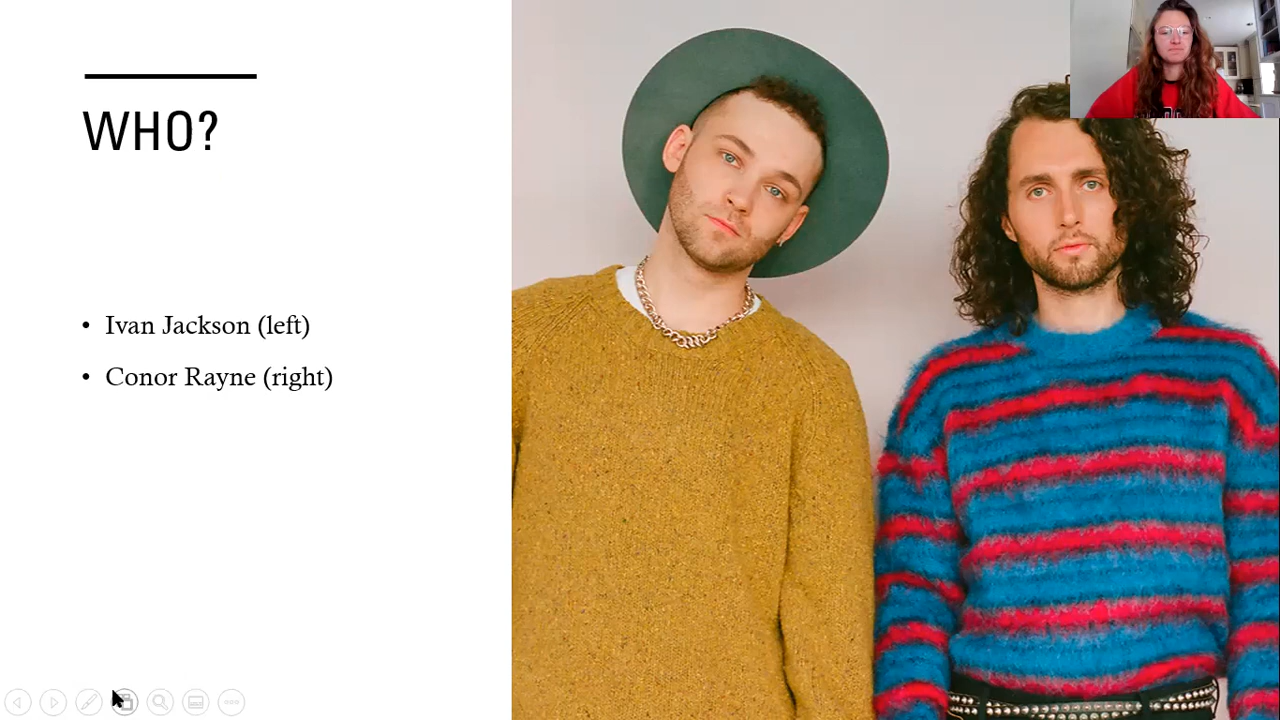 WHO?
• Ivan Jackson (left)
• Conor Rayne (right)